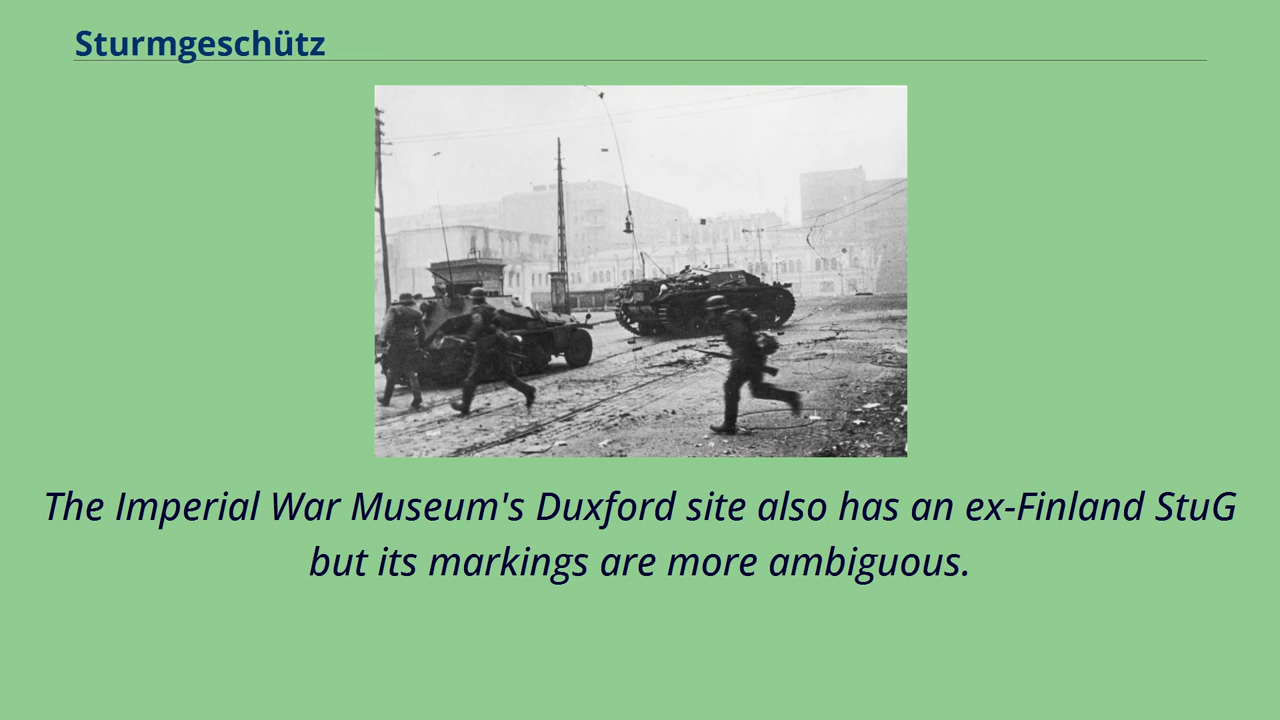 Sturmgeschütz
The Imperial War Museum's Duxford site also has an ex-Finland StuG
but its markings are more ambiguous.